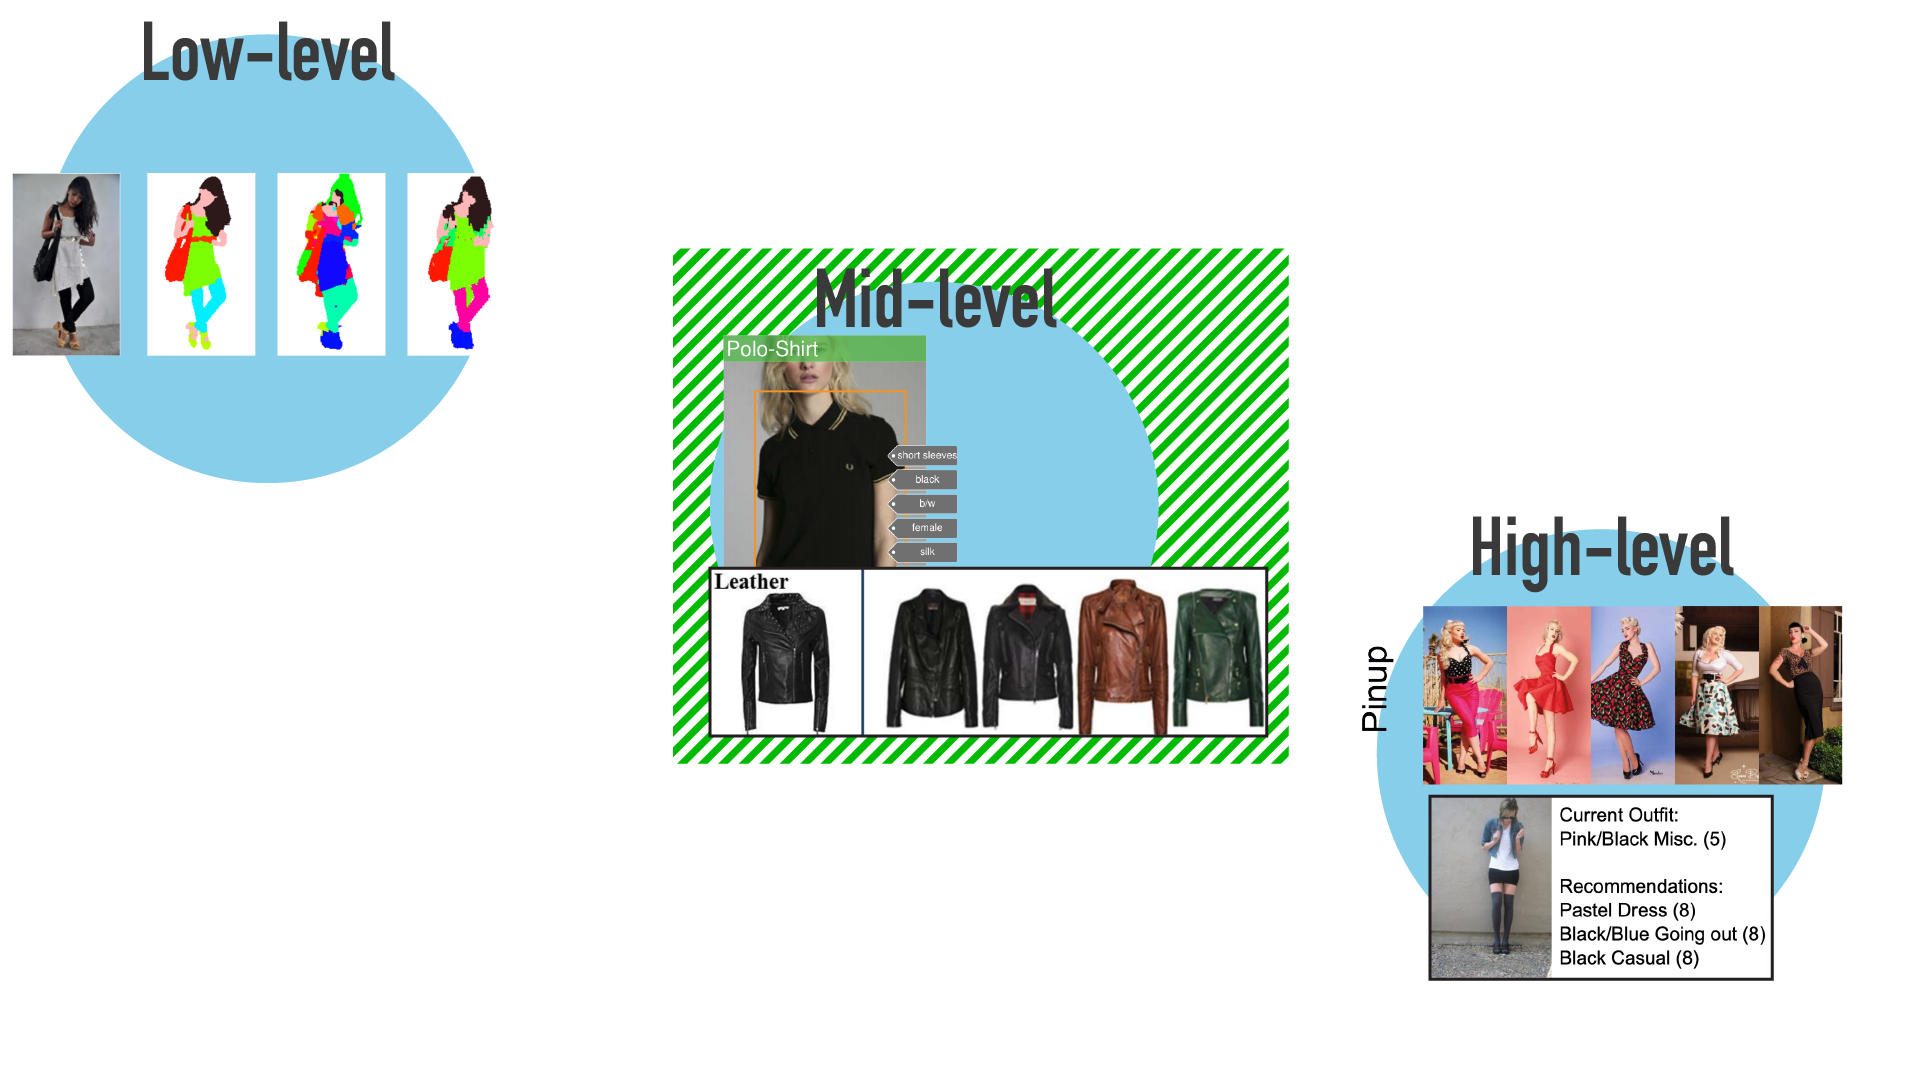 Low-level
Mid-level
Polo-Shirt
short sleeves
black
b/w
female
silk
Leather
High-level
Pinup
Current Outfit:
Pink/Black Misc. (5)
Recommendations:
Pastel Dress (8)
Black/Blue Going out (8)
Black Casual (8)